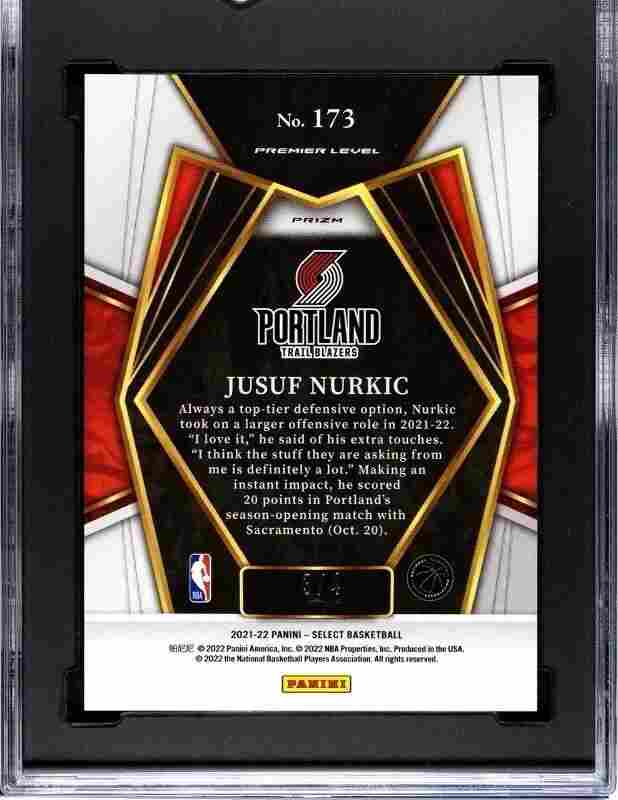 No. 173
PREMIER LEVEL
PRIZM
PORTLAND
TRAIL BLAZERS
JUSUF NURKIC
Always a top-tier defensive option, Nurkic
took on a larger offensive role in 2021-22.
“I love it,” he said of his extra touches.
“I think the stuff they are asking from
me is definitely a lot.” Making an
instant impact, he scored
20 points in Portland's
season-opening match with
Sacramento (Oct. 20).
NBA
2021-22 PANINI – SELECT BASKETBALL
帕尼尼 © 2022 Panini America, Inc. © 2022 NBA Properties, Inc. Produced in the USA.
© 2022 the National Basketball Players Association. All rights reserved.
PANINI